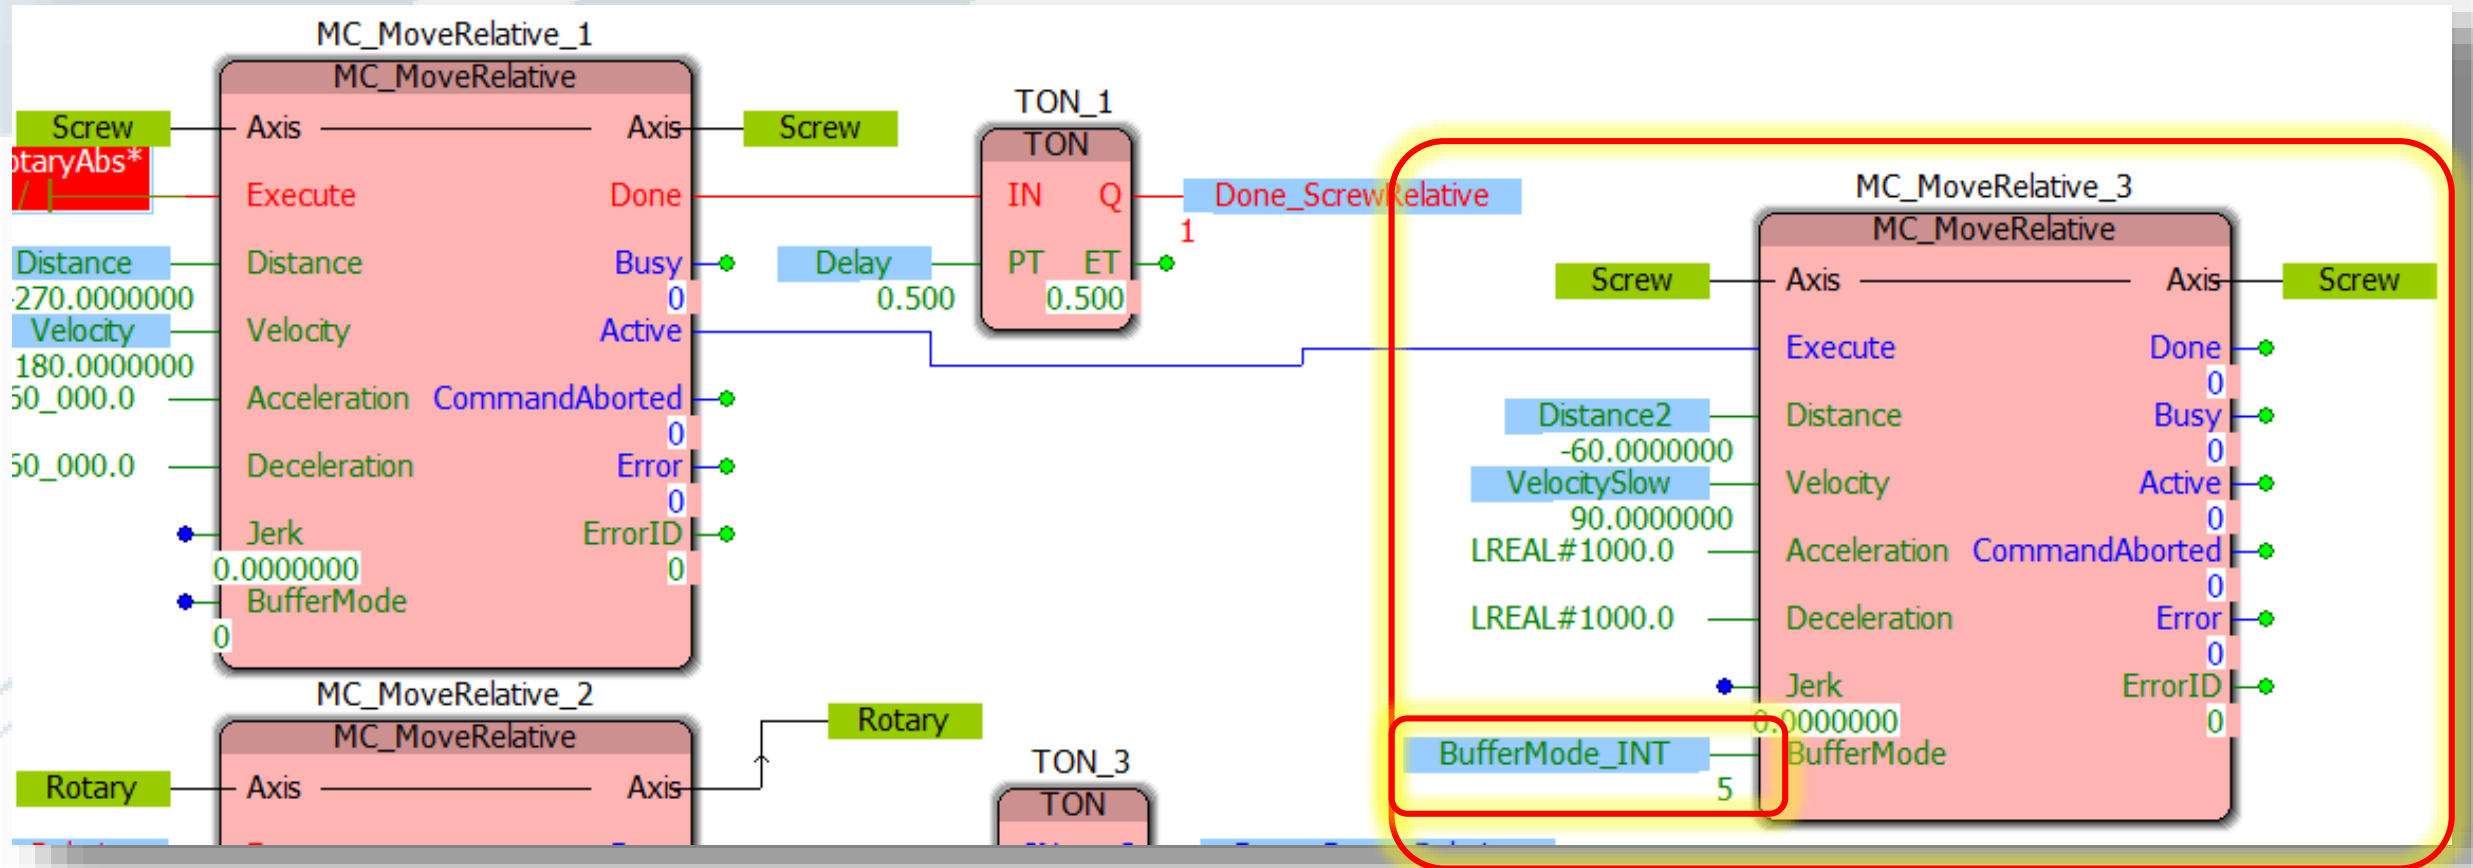 MC_MoveRelative_1
MC_MoveRelative
Screw
Axis
Axis
Screw
otaryAbs*
Execute
Done
Distance
-270.0000000
Distance
Busy
0
Velocity
180.0000000
Velocity
Active
60_000.0
Acceleration
CommandAborted
0
60_000.0
Deceleration
Error
0
Jerk
0.0000000
ErrorID
0
BufferMode
0
TON_1
TON
IN
Q
Done_ScrewRelative
1
Delay
0.500
PT
ET
0.500
MC_MoveRelative_3
MC_MoveRelative
Screw
Axis
Axis
Screw
Execute
Done
0
Distance2
-60.0000000
Distance
Busy
0
VelocitySlow
90.0000000
Velocity
Active
0
LREAL#1000.0
Acceleration
CommandAborted
0
LREAL#1000.0
Deceleration
Error
0
Jerk
0.0000000
ErrorID
0
BufferMode_INT
5
BufferMode
MC_MoveRelative_2
MC_MoveRelative
Rotary
Axis
Axis
Rotary
TON_3
TON